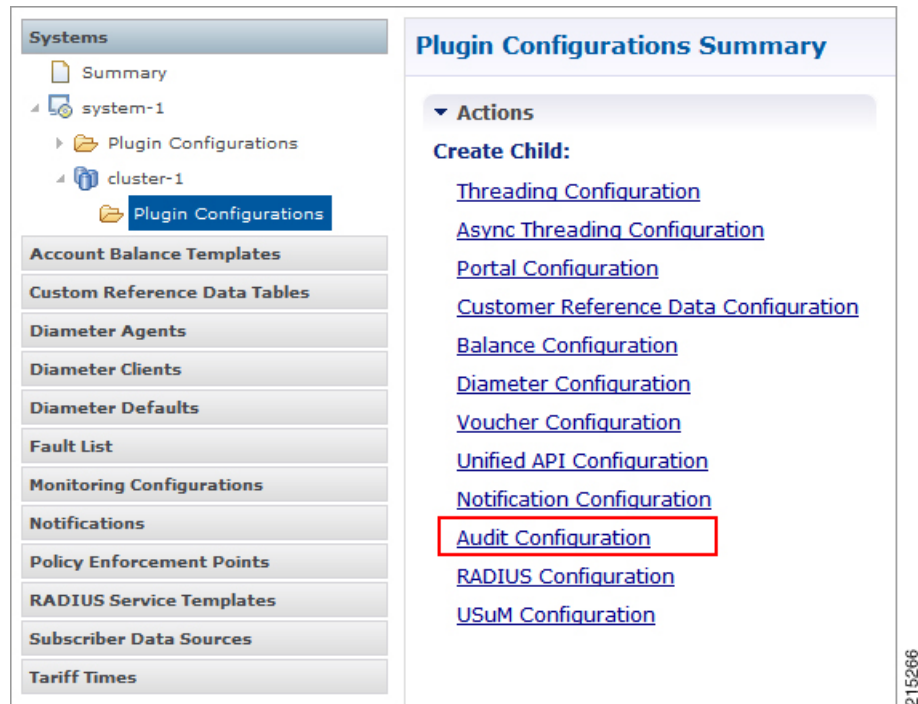 Systems
Summary
system-1
Plugin Configurations
cluster-1
Plugin Configurations
Account Balance Templates
Custom Reference Data Tables
Diameter Agents
Diameter Clients
Diameter Defaults
Fault List
Monitoring Configurations
Notifications
Policy Enforcement Points
RADIUS Service Templates
Subscriber Data Sources
Tariff Times
Plugin Configurations Summary
Actions
Create Child:
Threading Configuration
Async Threading Configuration
Portal Configuration
Customer Reference Data Configuration
Balance Configuration
Diameter Configuration
Voucher Configuration
Unified API Configuration
Notification Configuration
Audit Configuration
RADIUS Configuration
USuM Configuration
215266